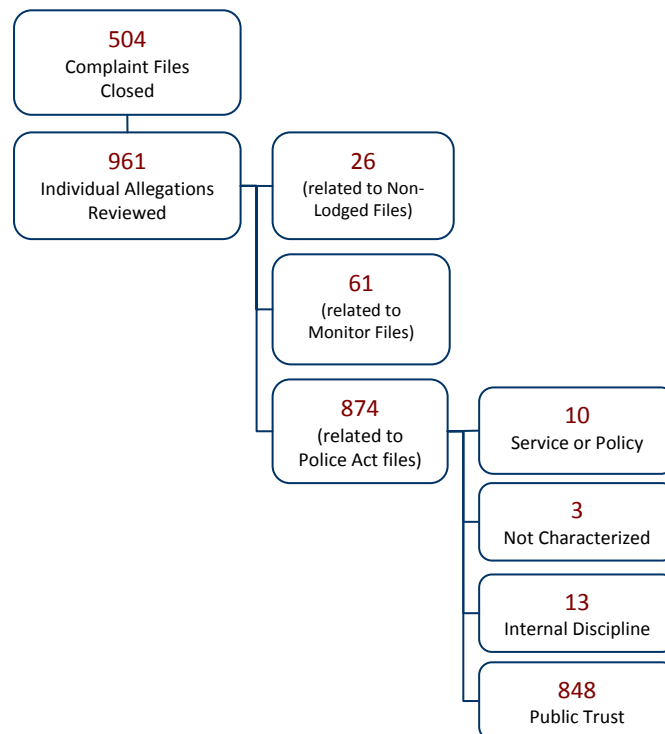 504
Complaint Files
Closed
961
Individual Allegations
Reviewed
26
(related to Non-
Lodged Files)
61
(related to
Monitor Files)
874
(related to
Police Act files)
10
Service or Policy
3
Not Characterized
13
Internal Discipline
848
Public Trust